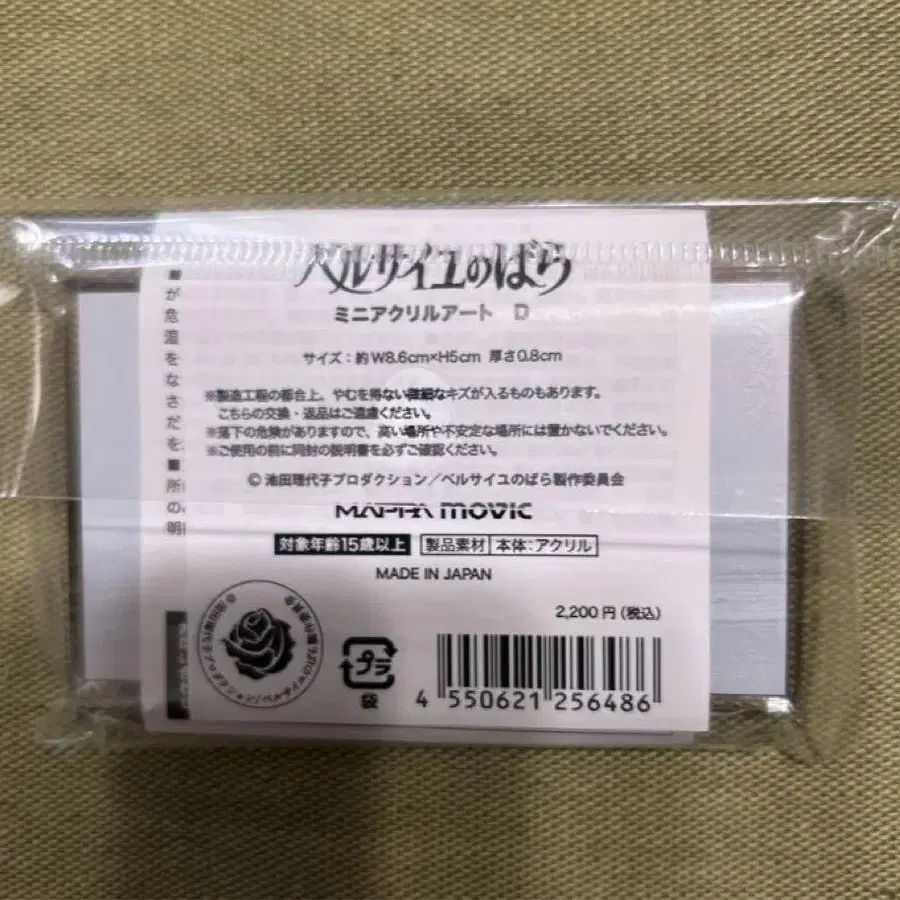 ベルサイユのばら
ミニアクリルアート D
サイズ：約W8.6cm×H5cm 厚さ0.8cm
※製造工程の都合上、やむを得ない微細なキズが入るものもあります。
こちらの交換・返品はご遠慮ください。
※落下の危険がありますので、高い場所や不安定な場所には置かないでください。
※ご使用の前に同封の説明書を必ずご確認ください。
© 池田理代子プロダクション／ベルサイユのばら製作委員会
MAPPA movic
対象年齢15歳以上 製品素材 本体：アクリル
MADE IN JAPAN
2,200円（税込）
プラ
袋
4 550621 256486